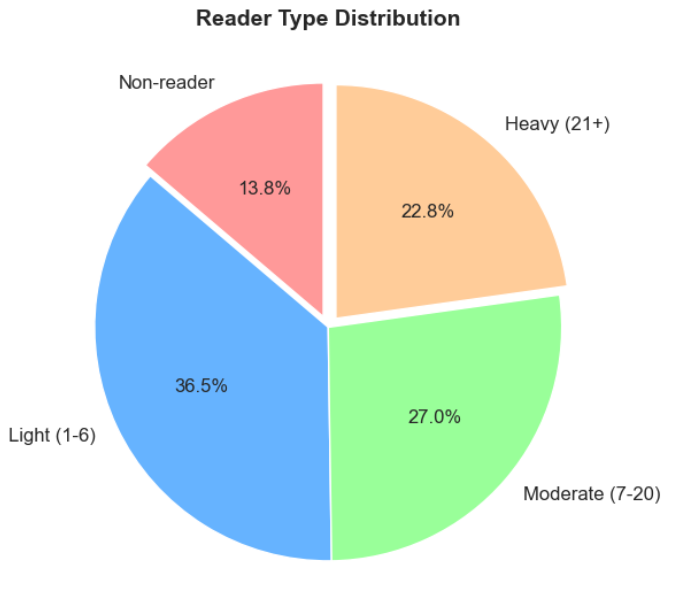 Reader Type Distribution
Non-reader
Heavy (21+)
13.8%
22.8%
36.5%
27.0%
Light (1-6)
Moderate (7-20)